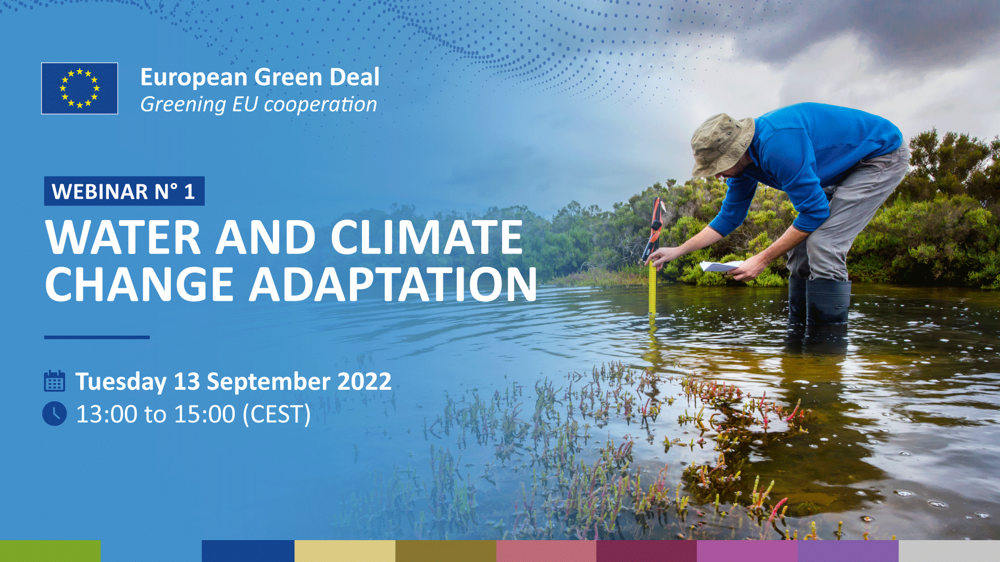 European Green Deal
Greening EU cooperation
WEBINAR N° 1
WATER AND CLIMATE
CHANGE ADAPTATION
Tuesday 13 September 2022
13:00 to 15:00 (CEST)